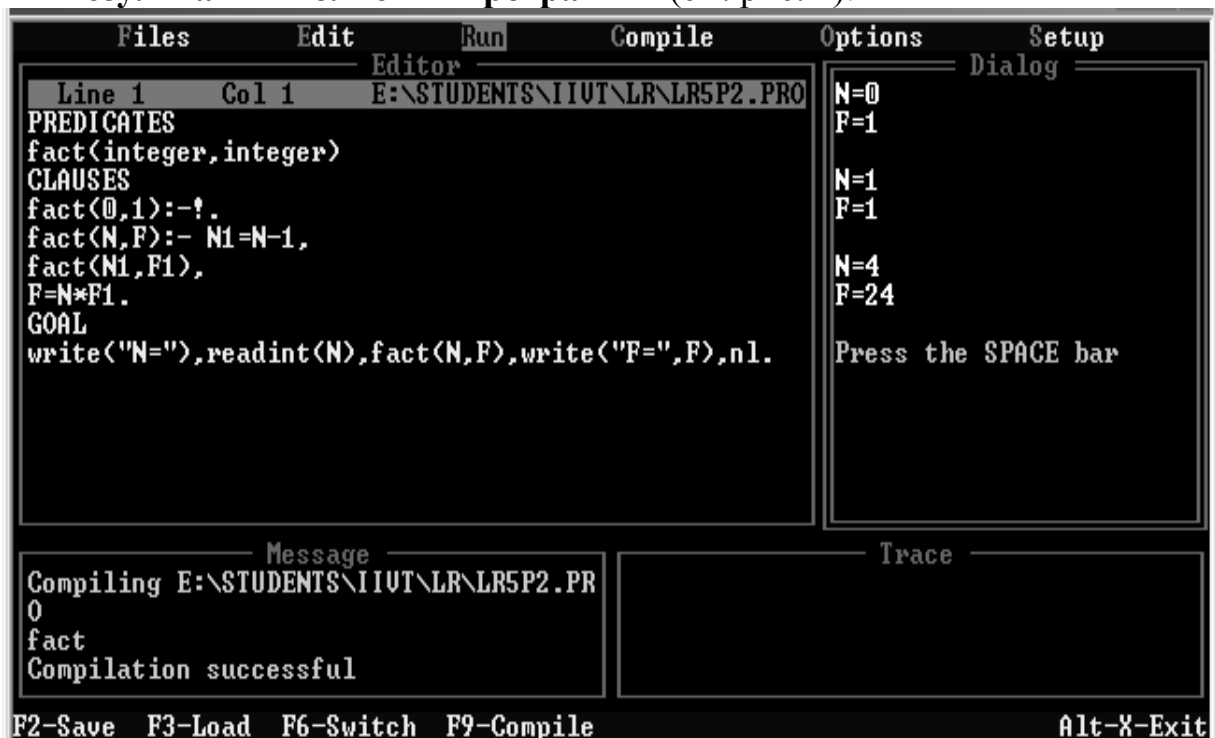 Files Edit Run Compile Options Setup
Editor
Line 1 Col 1 E:\STUDENTS\IIVT\LR\LR5P2.PRO
PREDICATES
fact(integer,integer)
CLAUSES
fact(0,1):-!.
fact(N,F):- N1=N-1,
fact(N1,F1),
F=N*F1.
GOAL
write("N="),readint(N),fact(N,F),write("F=",F),nl.
Dialog
N=0
F=1
N=1
F=1
N=4
F=24
Press the SPACE bar
Message
Compiling E:\STUDENTS\IIVT\LR\LR5P2.PR
O
fact
Compilation successful
Trace
F2-Save F3-Load F6-Switch F9-Compile Alt-X-Exit